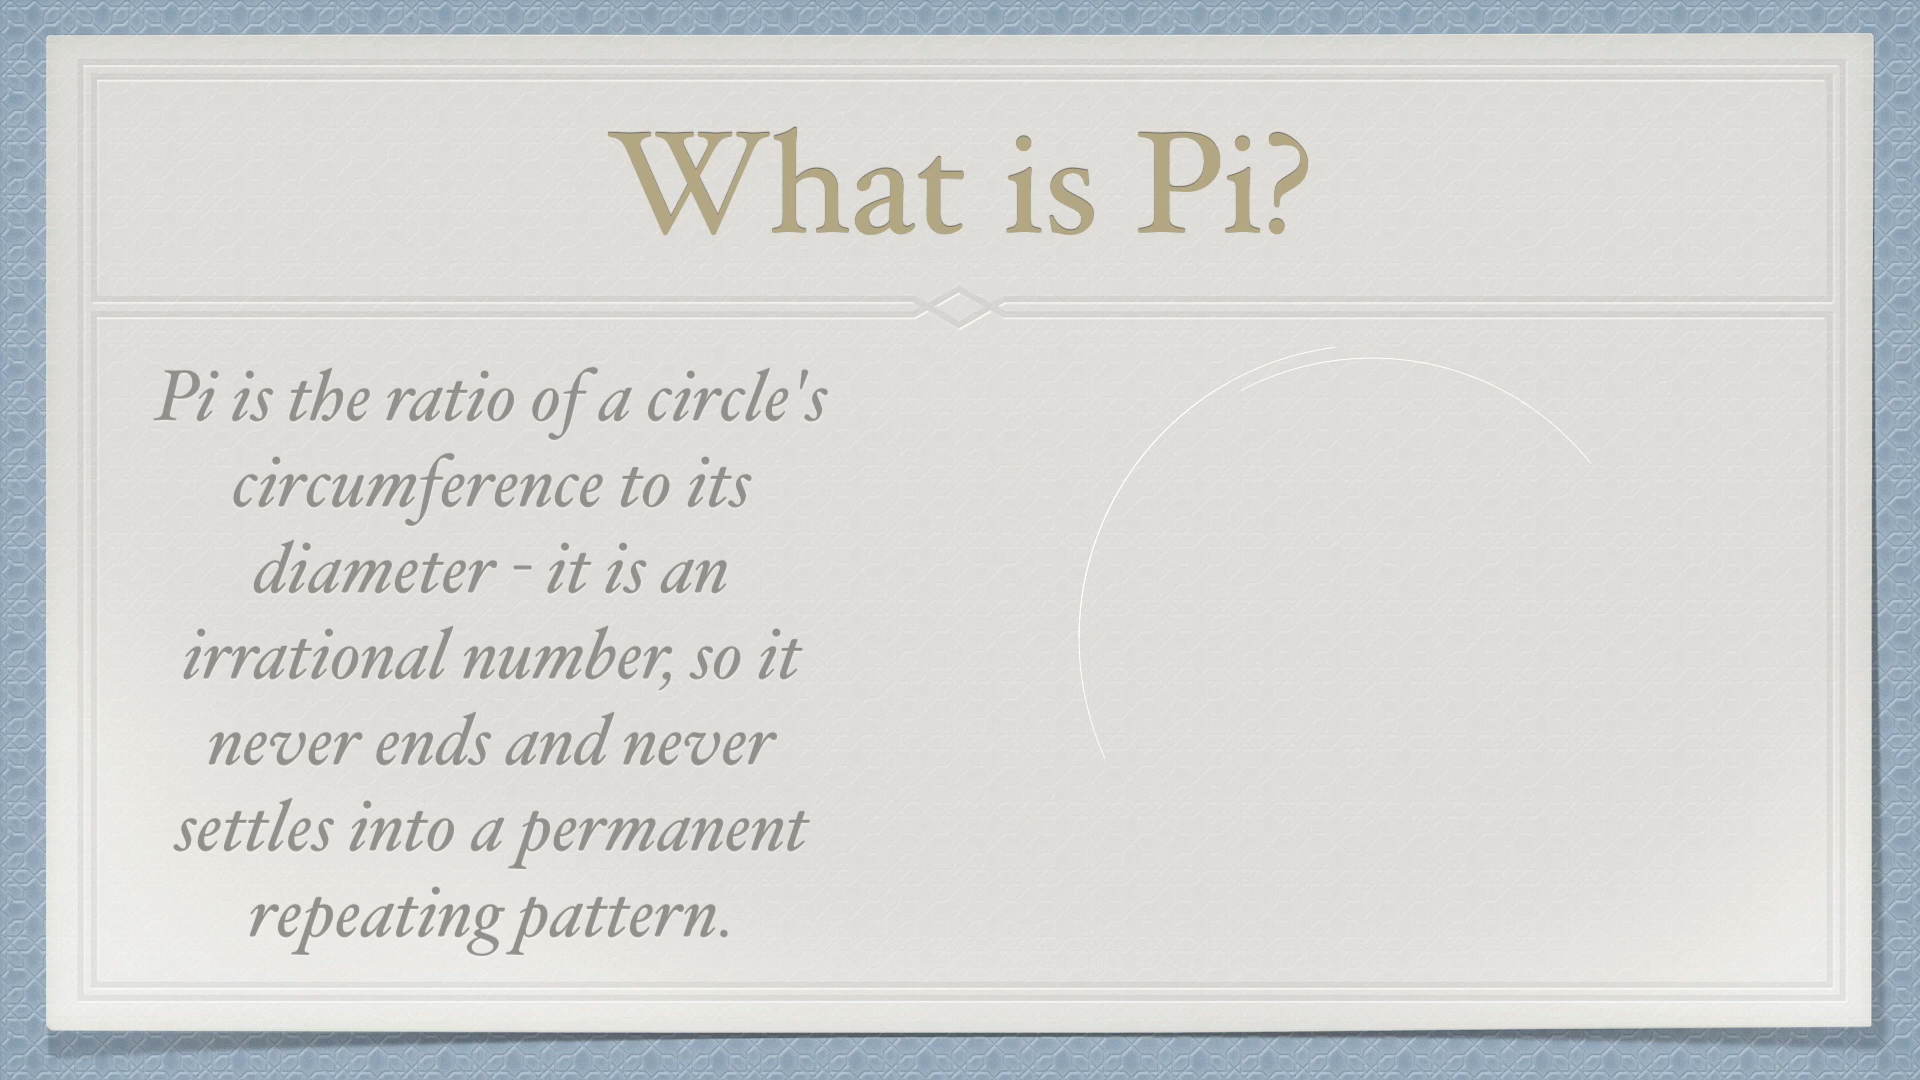 What is Pi?
Pi is the ratio of a circle's
circumference to its
diameter - it is an
irrational number, so it
never ends and never
settles into a permanent
repeating pattern.